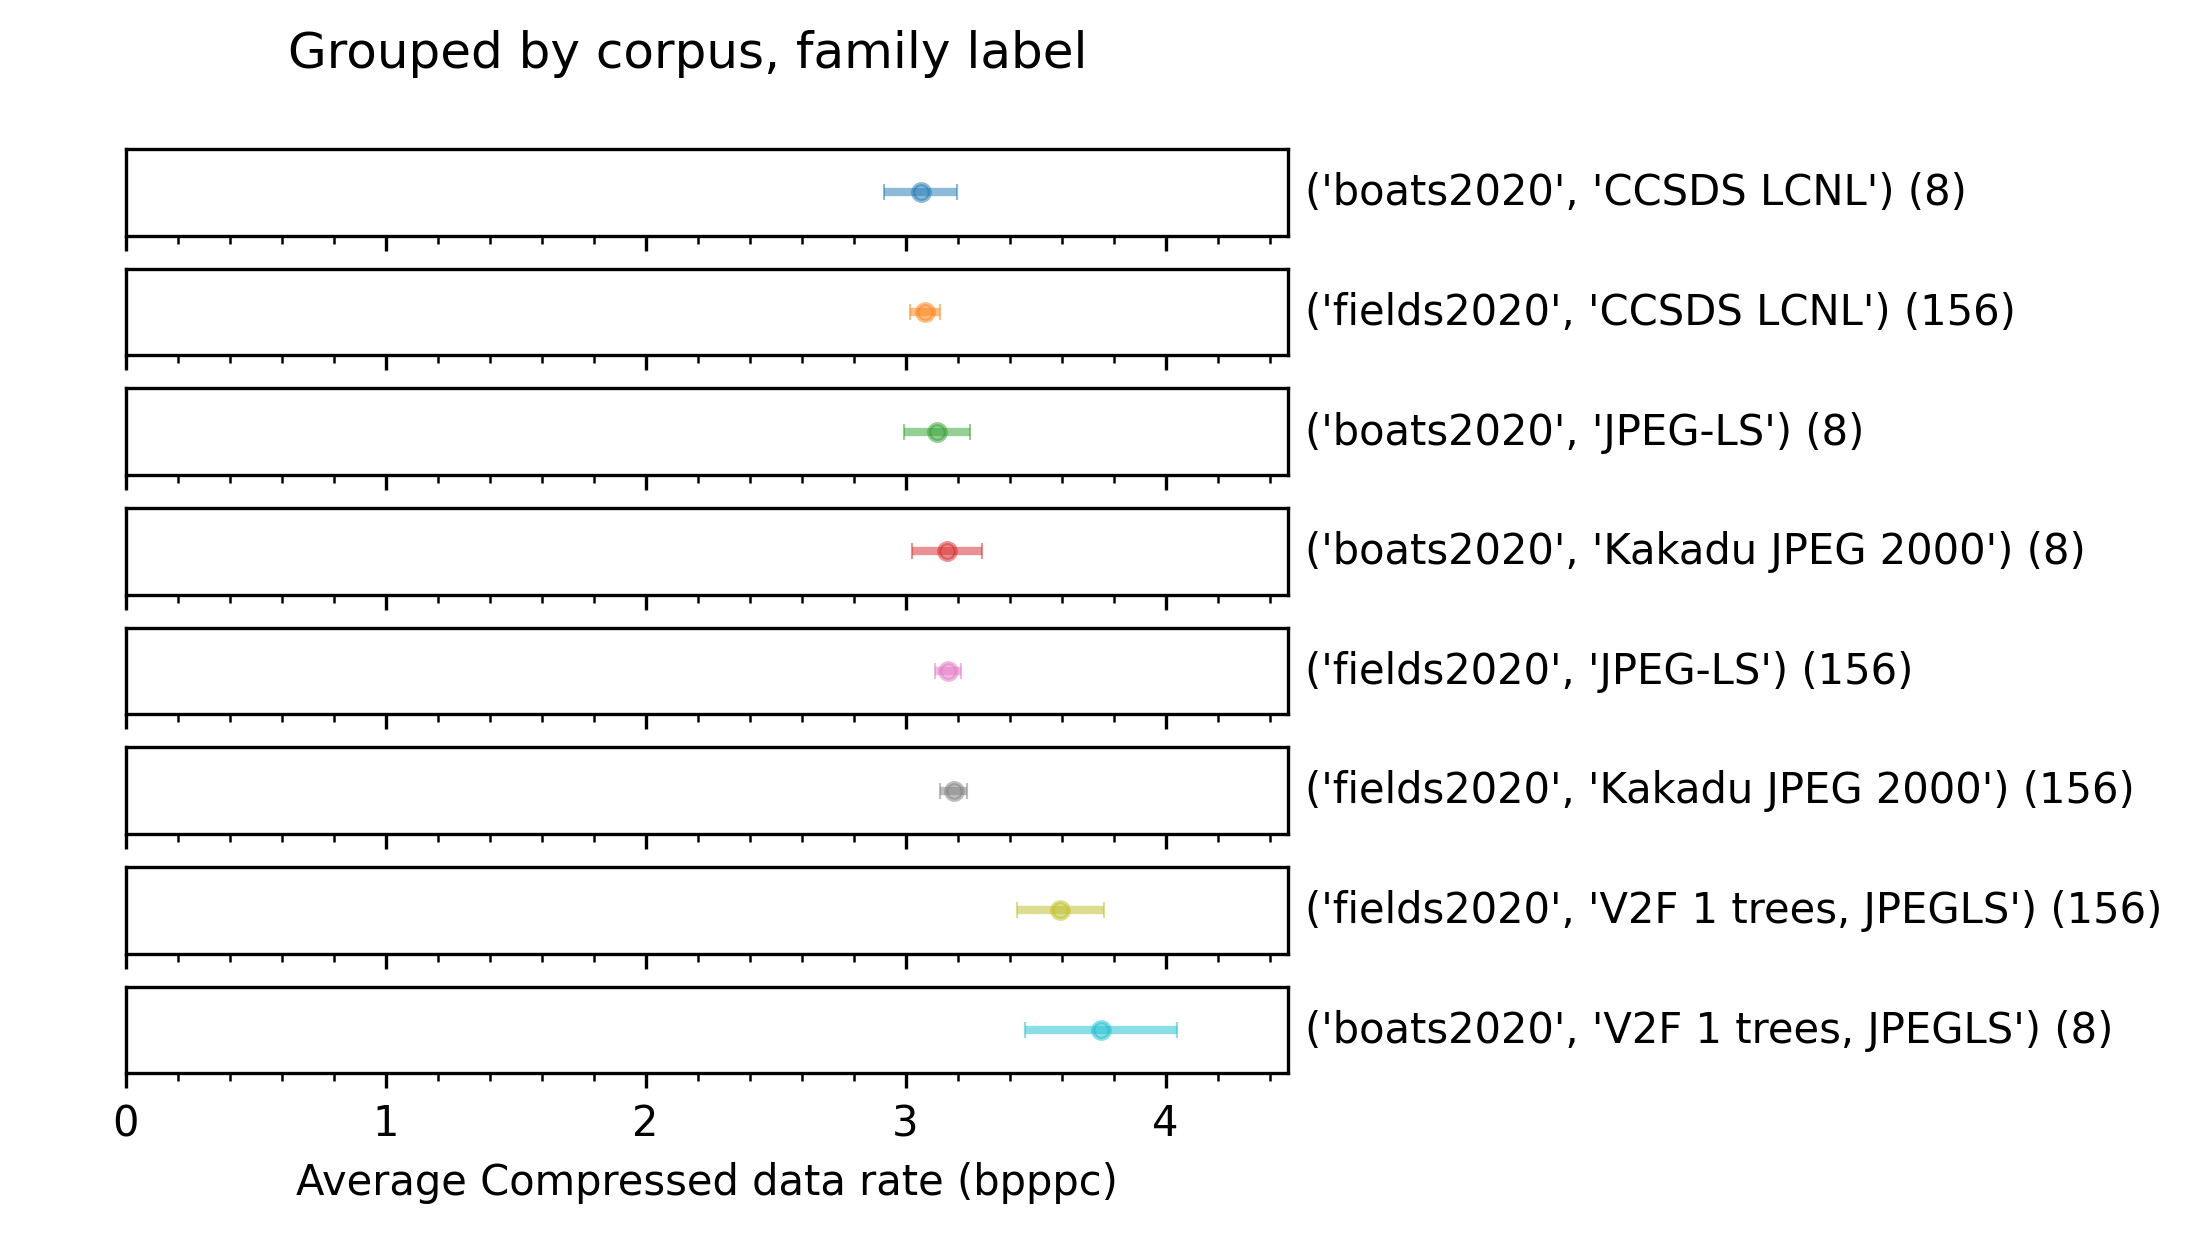 Grouped by corpus, family label
('boats2020', 'CCSDS LCNL') (8)
('fields2020', 'CCSDS LCNL') (156)
('boats2020', 'JPEG-LS') (8)
('boats2020', 'Kakadu JPEG 2000') (8)
('fields2020', 'JPEG-LS') (156)
('fields2020', 'Kakadu JPEG 2000') (156)
('fields2020', 'V2F 1 trees, JPEGLS') (156)
('boats2020', 'V2F 1 trees, JPEGLS') (8)
0 1 2 3 4
Average Compressed data rate (bpppc)